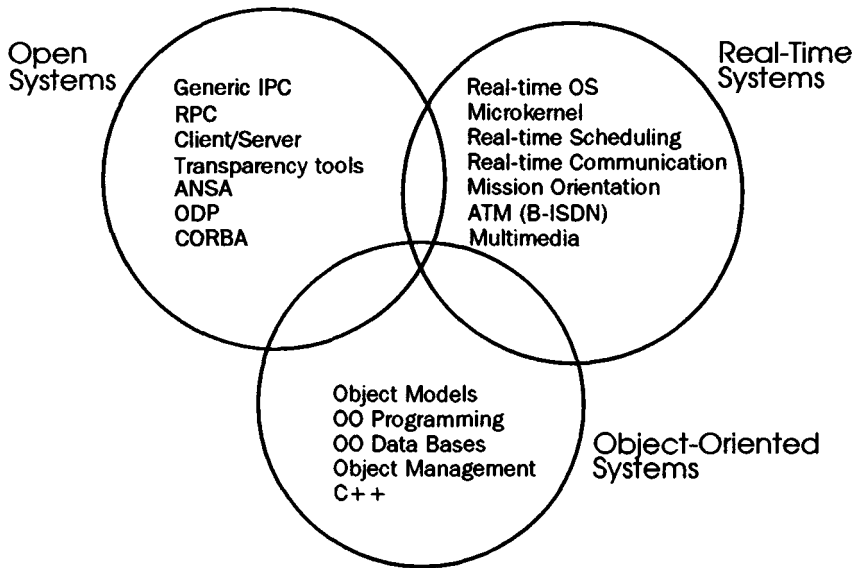 Open
Systems
Generic IPC
RPC
Client/Server
Transparency tools
ANSA
ODP
CORBA
Real-Time
Systems
Real-time OS
Microkernel
Real-time Scheduling
Real-time Communication
Mission Orientation
ATM (B-ISDN)
Multimedia
Object Models
OO Programming
OO Data Bases
Object Management
C++
Object-Oriented
Systems